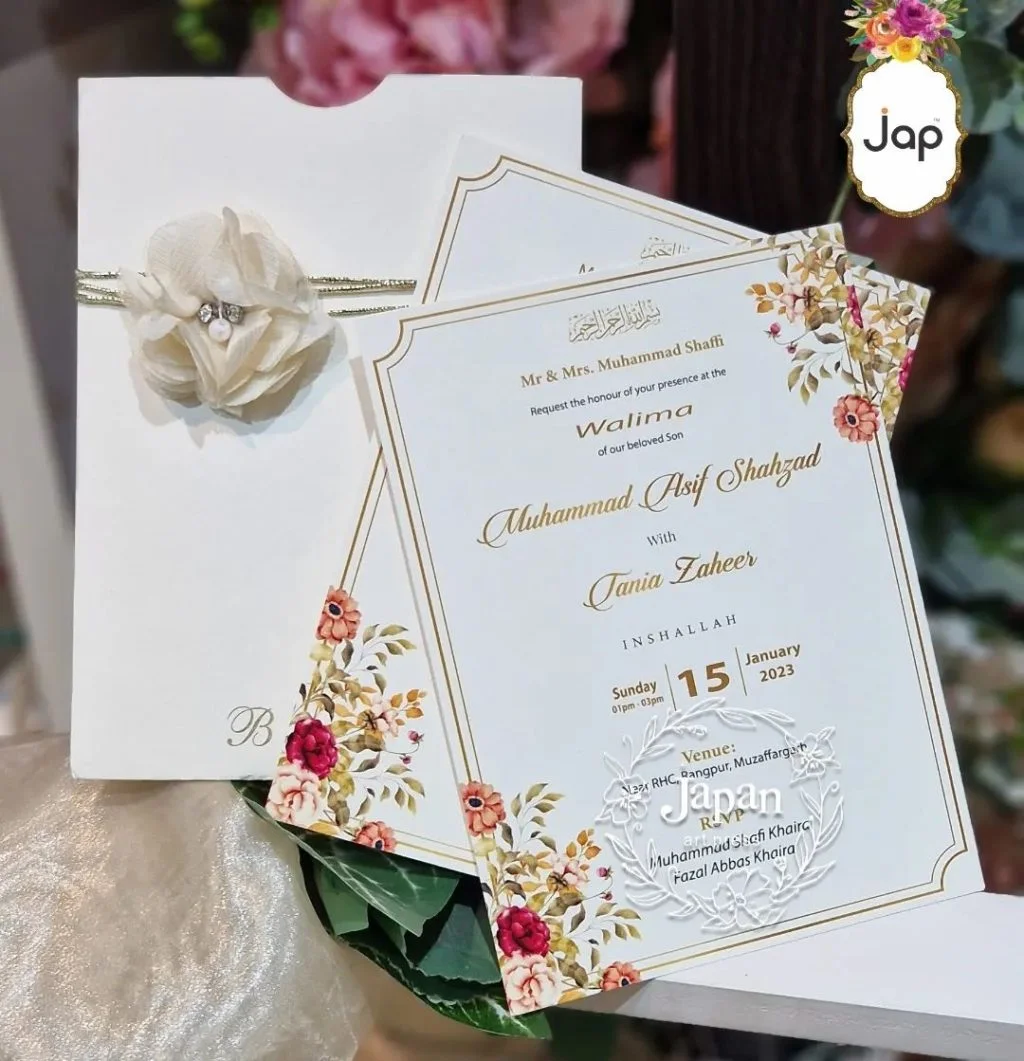 jap
بسم الله الرحمن الرحيم
Mr & Mrs. Muhammad Shaffi
Request the honour of your presence at the
Walima
of our beloved Son
Muhammad Asif Shahzad
With
Tania Zaheer
INSHALLAH
Sunday 15 January
01pm - 03pm 2023
Venue:
Near RHC, Rangpur, Muzaffargarh
Japan
RSVP
Muhammad Shafi Khaira
Fazal Abbas Khaira
B